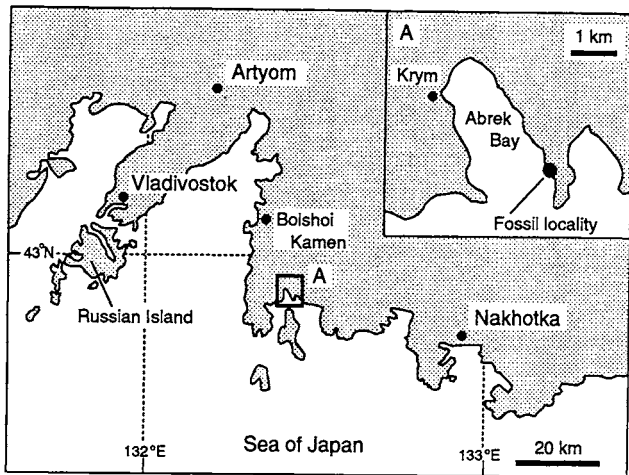 A
1 km
Krym
Abrek
Bay
Fossil locality
Artyom
Vladivostok
Bolshoi
Kamen
43°N
A
Russian Island
Nakhotka
132°E
133°E
Sea of Japan
20 km